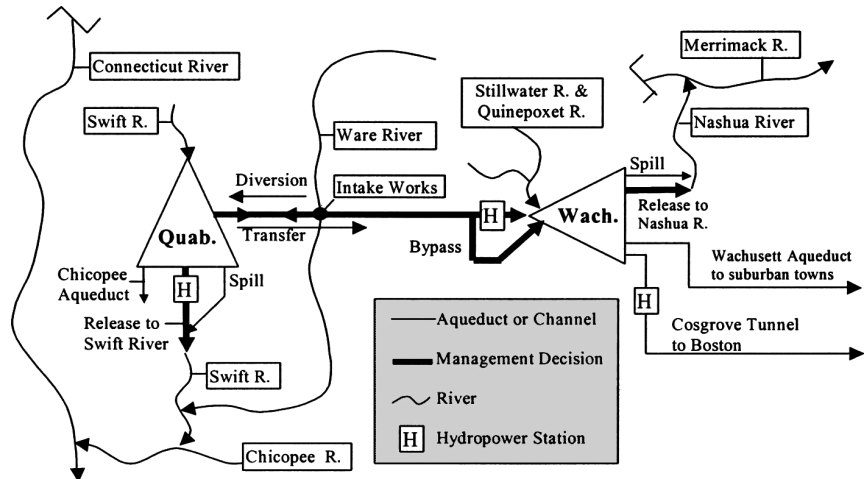 Connecticut River
Swift R.
Ware River
Stillwater R. &
Quinepoxet R.
Merrimack R.
Nashua River
Diversion
Intake Works
Transfer
Quab.
H
Bypass
Wach.
Spill
Release to
Nashua R.
Chicopee
Aqueduct
H
Spill
Release to
Swift River
Wachusett Aqueduct
to suburban towns
H
Cosgrove Tunnel
to Boston
Swift R.
Chicopee R.
Aqueduct or Channel
Management Decision
River
H
Hydropower Station